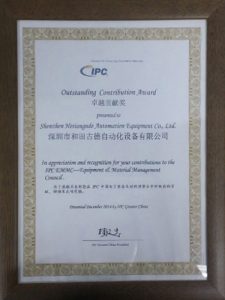 IPC
Outstanding Contribution Award
卓越贡献奖
presented to
Shenzhen Hetiangude Automation Equipment Co., Ltd.
深圳市和田古德自动化设备有限公司
In appreciation and recognition for your contributions to the
IPC EMMC—Equipment & Material Management
Council.
Presented December 2014 by IPC Greater China